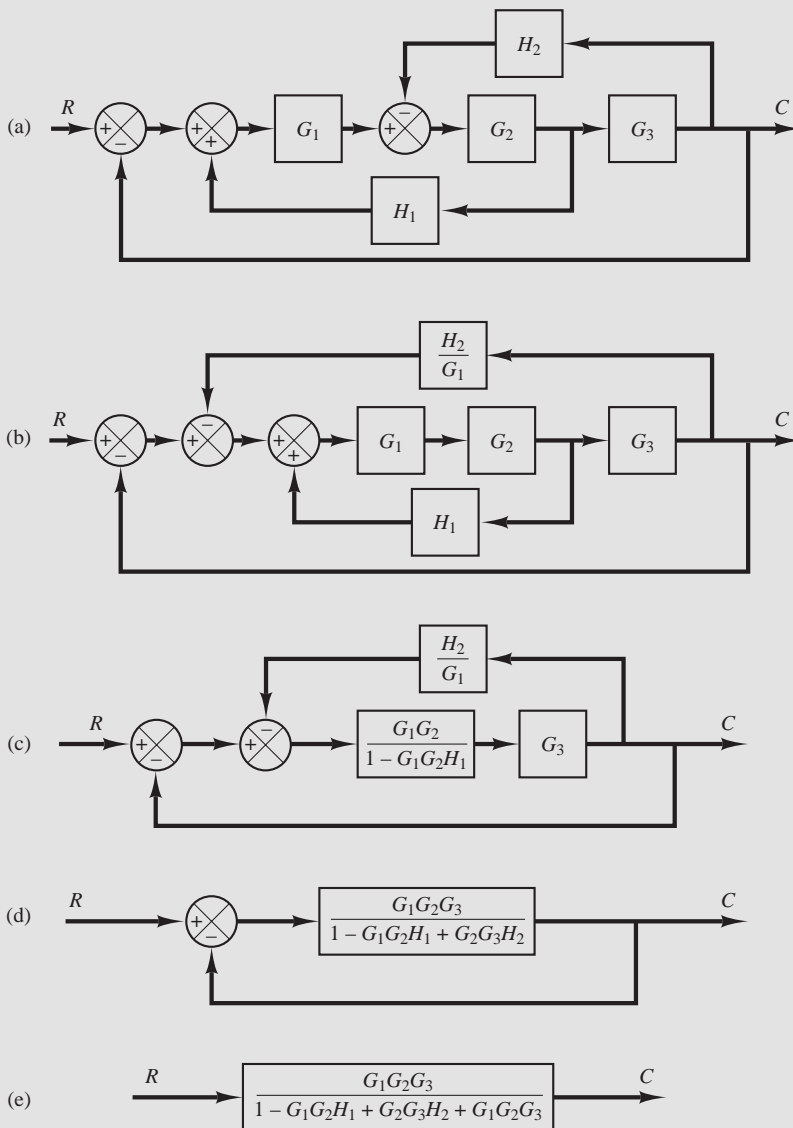 H₂
(a) R + − + + G₁ − + G₂ G₃ C
H₁
H₂/G₁
(b) R + − − + + + G₁ G₂ G₃ C
H₁
H₂/G₁
(c) R + − − + G₁G₂/(1 − G₁G₂H₁) G₃ C
(d) R + − G₁G₂G₃/(1 − G₁G₂H₁ + G₂G₃H₂) C
(e) R G₁G₂G₃/(1 − G₁G₂H₁ + G₂G₃H₂ + G₁G₂G₃) C